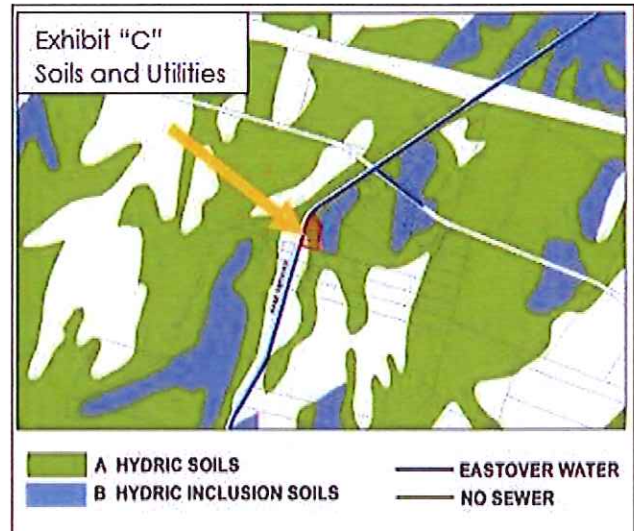 Exhibit “C”
Soils and Utilities
A HYDRIC SOILS
B HYDRIC INCLUSION SOILS
EASTOVER WATER
NO SEWER